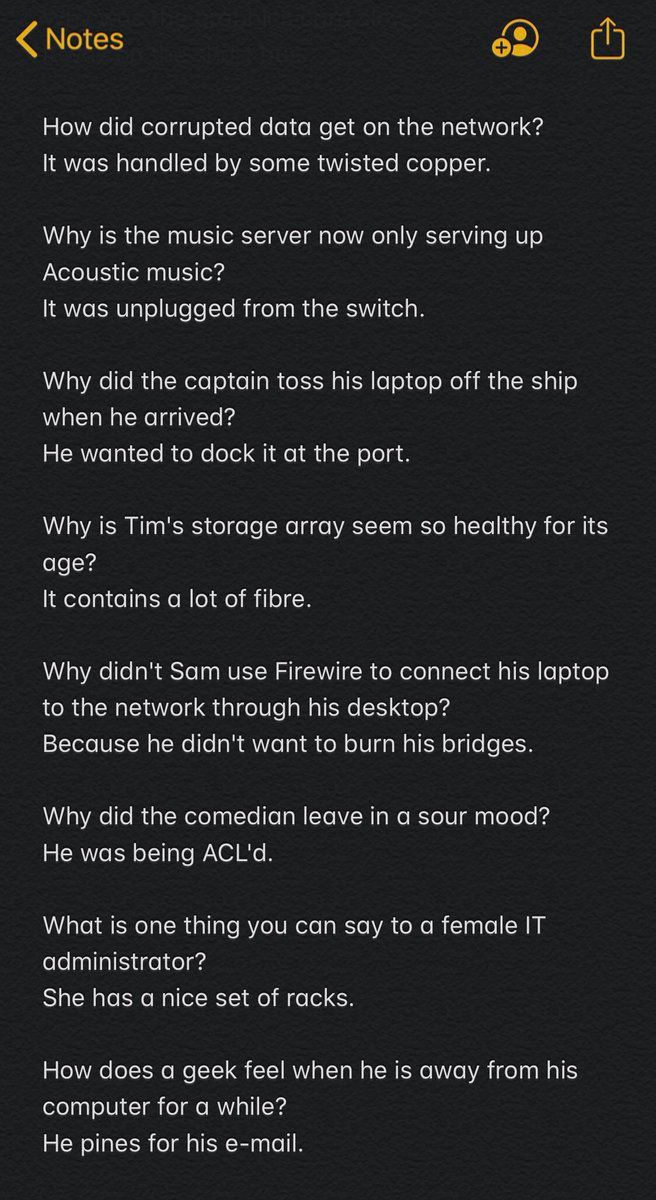 Notes
How did corrupted data get on the network?
It was handled by some twisted copper.
Why is the music server now only serving up
Acoustic music?
It was unplugged from the switch.
Why did the captain toss his laptop off the ship
when he arrived?
He wanted to dock it at the port.
Why is Tim's storage array seem so healthy for its
age?
It contains a lot of fibre.
Why didn't Sam use Firewire to connect his laptop
to the network through his desktop?
Because he didn't want to burn his bridges.
Why did the comedian leave in a sour mood?
He was being ACL'd.
What is one thing you can say to a female IT
administrator?
She has a nice set of racks.
How does a geek feel when he is away from his
computer for a while?
He pines for his e-mail.